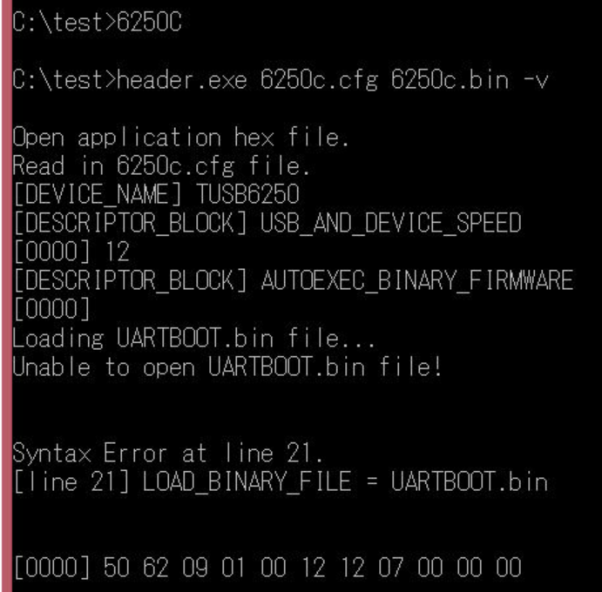 C:\test>6250C
C:\test>header.exe 6250c.cfg 6250c.bin -v
Open application hex file.
Read in 6250c.cfg file.
[DEVICE_NAME] TUSB6250
[DESCRIPTOR_BLOCK] USB_AND_DEVICE_SPEED
[0000] 12
[DESCRIPTOR_BLOCK] AUTOEXEC_BINARY_FIRMWARE
[0000]
Loading UARTBOOT.bin file...
Unable to open UARTBOOT.bin file!
Syntax Error at line 21.
[line 21] LOAD_BINARY_FILE = UARTBOOT.bin
[0000] 50 62 09 01 00 12 12 07 00 00 00